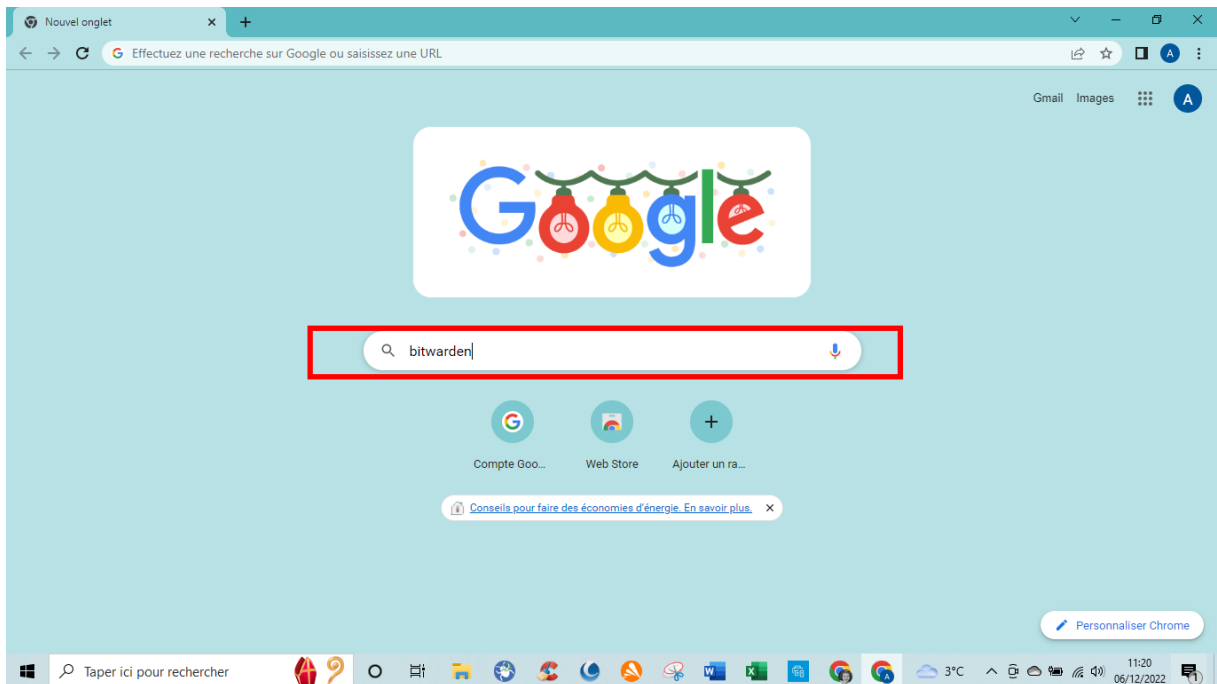 Nouvel onglet
Effectuez une recherche sur Google ou saisissez une URL
A
Gmail Images
A
Google
bitwarden
G
Compte Goo... Web Store Ajouter un ra...
Conseils pour faire des économies d'énergie. En savoir plus.
Personnaliser Chrome
Taper ici pour rechercher
3°C
11:20
06/12/2022
1